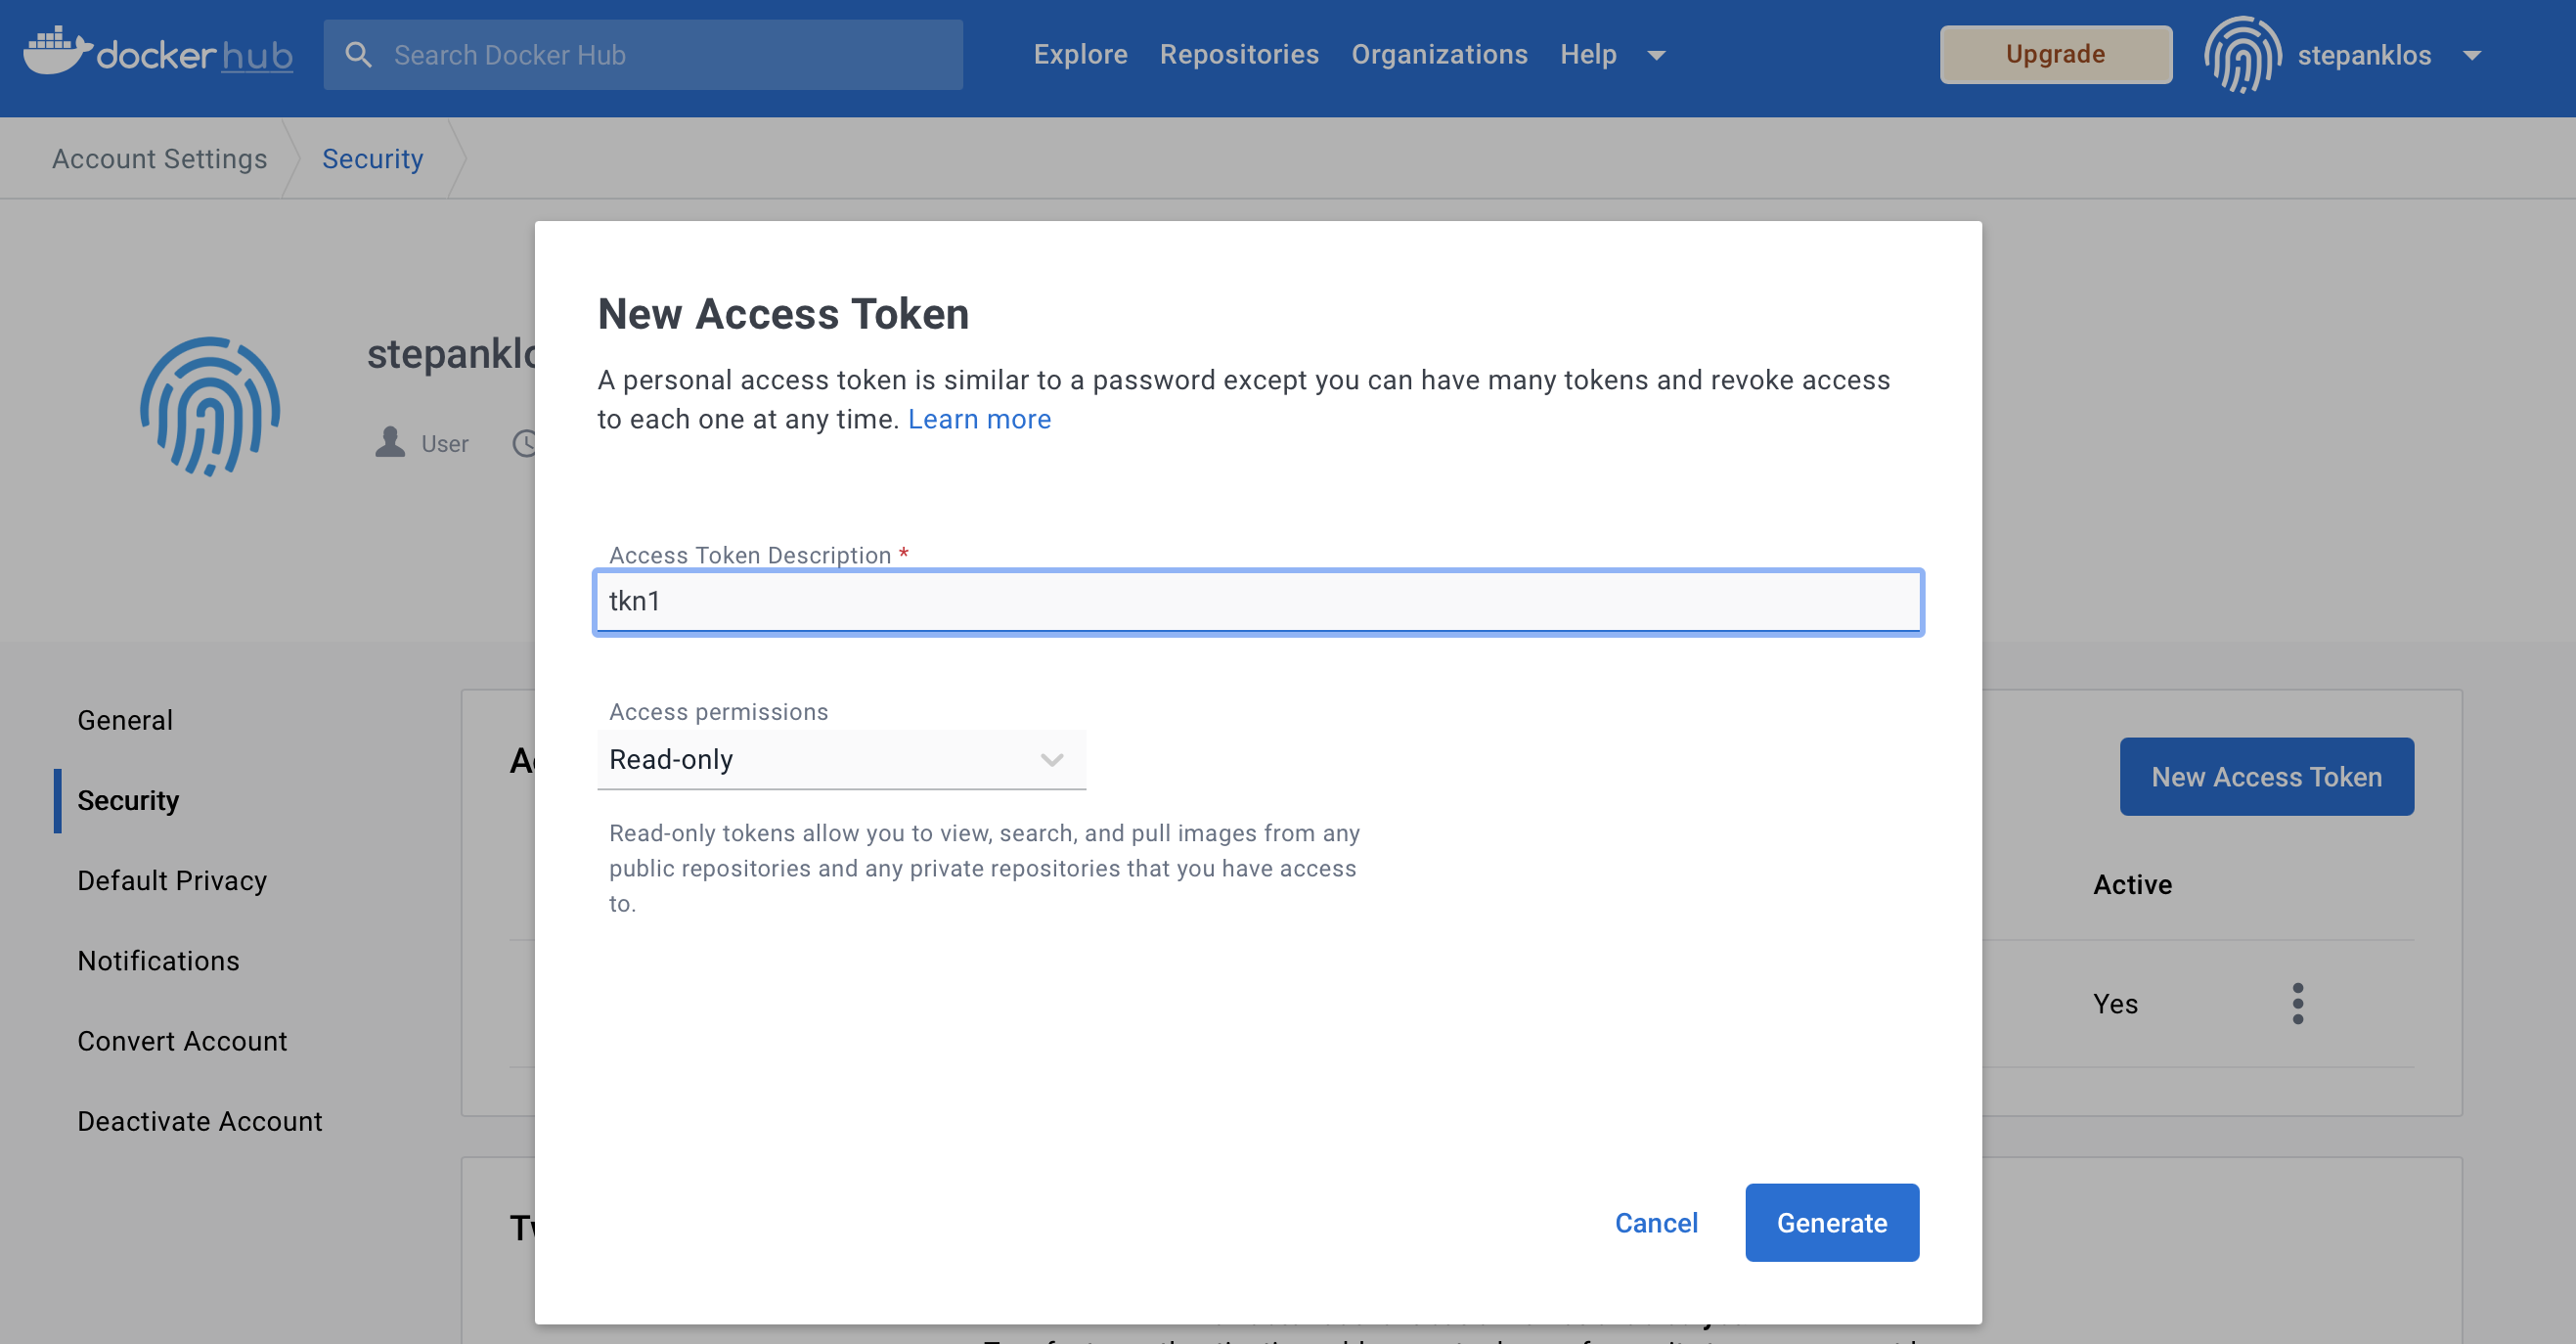 docker hub
Search Docker Hub
Explore
Repositories
Organizations
Help
Upgrade
stepanklos
Account Settings
Security
User
New Access Token
A personal access token is similar to a password except you can have many tokens and revoke access
to each one at any time. Learn more
Access Token Description *
tkn1
Access permissions
Read-only
Read-only tokens allow you to view, search, and pull images from any
public repositories and any private repositories that you have access
to.
Cancel
Generate
General
Security
Default Privacy
Notifications
Convert Account
Deactivate Account
New Access Token
Active
Yes